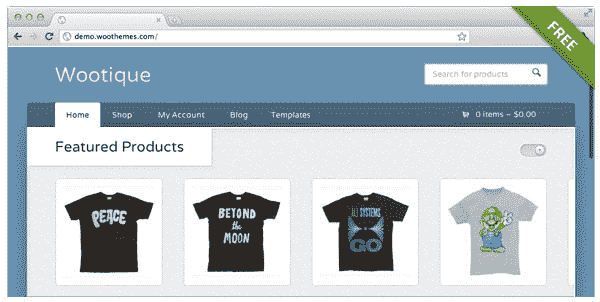 FREE
demo.woothemes.com/
Wootique
Search for products
Home Shop My Account Blog Templates 0 items – $0.00
Featured Products
PEACE
BEYOND
the
MOON
SYSTEMS
GO